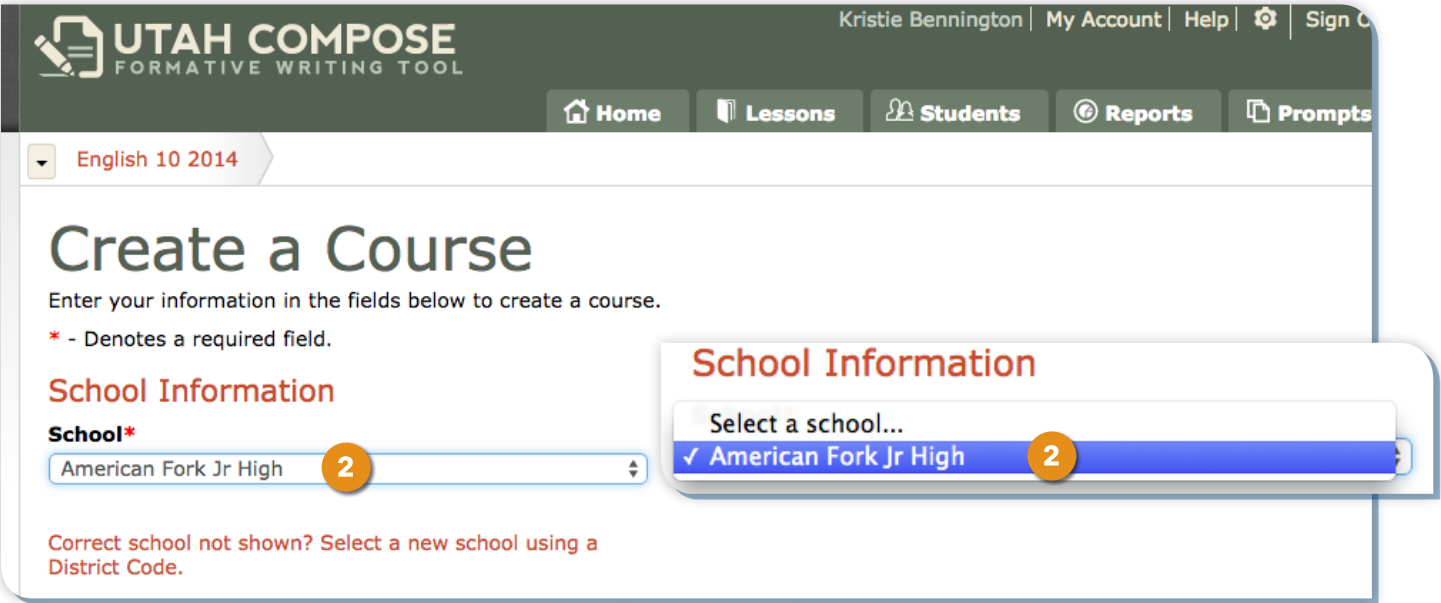 Kristie Bennington | My Account | Help | Sign
UTAH COMPOSE
FORMATIVE WRITING TOOL
Home Lessons Students Reports Prompts
English 10 2014
Create a Course
Enter your information in the fields below to create a course.
* - Denotes a required field.
School Information
School*
American Fork Jr High 2
Correct school not shown? Select a new school using a
District Code.
School Information
Select a school...
✓ American Fork Jr High 2